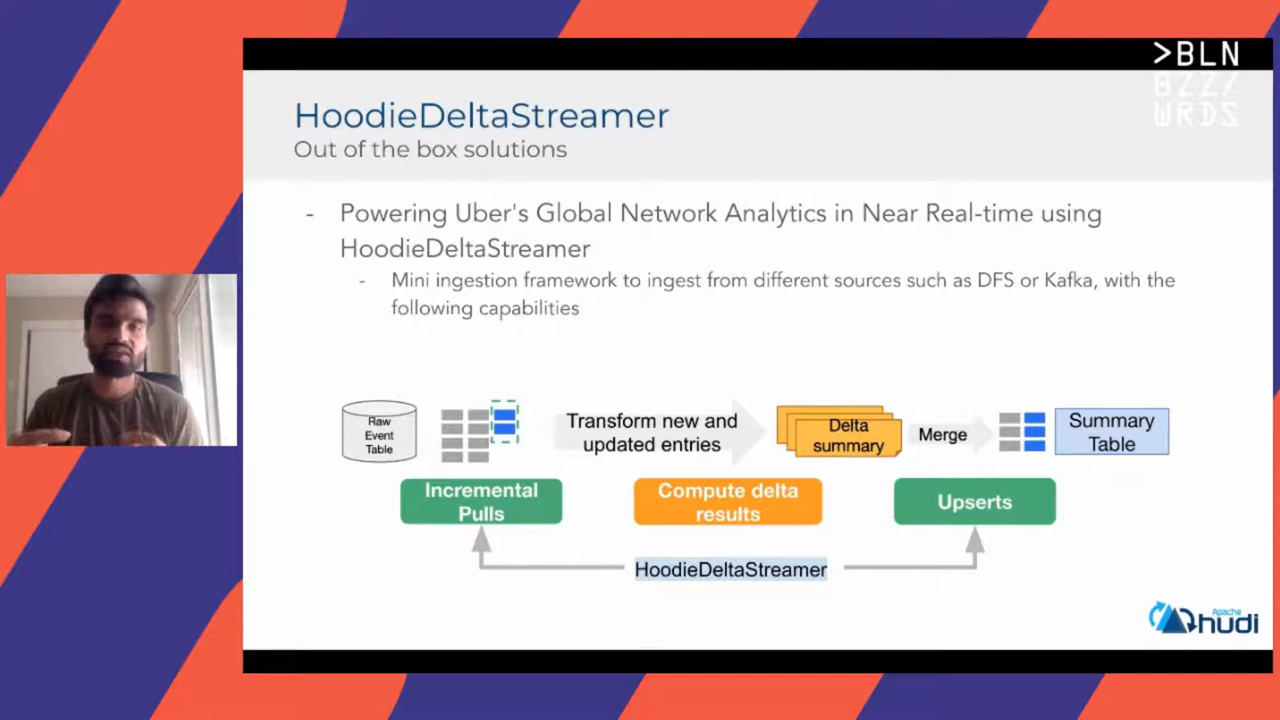 >BLN
BZZ/
WRDS
HoodieDeltaStreamer
Out of the box solutions
- Powering Uber's Global Network Analytics in Near Real-time using
HoodieDeltaStreamer
- Mini ingestion framework to ingest from different sources such as DFS or Kafka, with the
following capabilities
Raw
Event
Table
Transform new and
updated entries
Delta
summary
Merge
Summary
Table
Incremental
Pulls
Compute delta
results
Upserts
HoodieDeltaStreamer
Apache
hudi